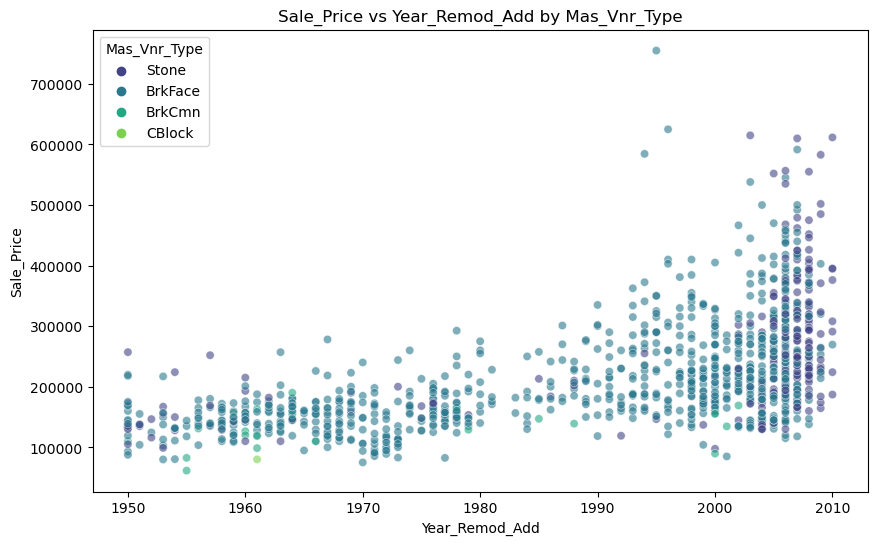 Sale_Price vs Year_Remod_Add by Mas_Vnr_Type
Mas_Vnr_Type
Stone
BrkFace
BrkCmn
CBlock
700000
600000
500000
400000
300000
200000
100000
Sale_Price
1950 1960 1970 1980 1990 2000 2010
Year_Remod_Add